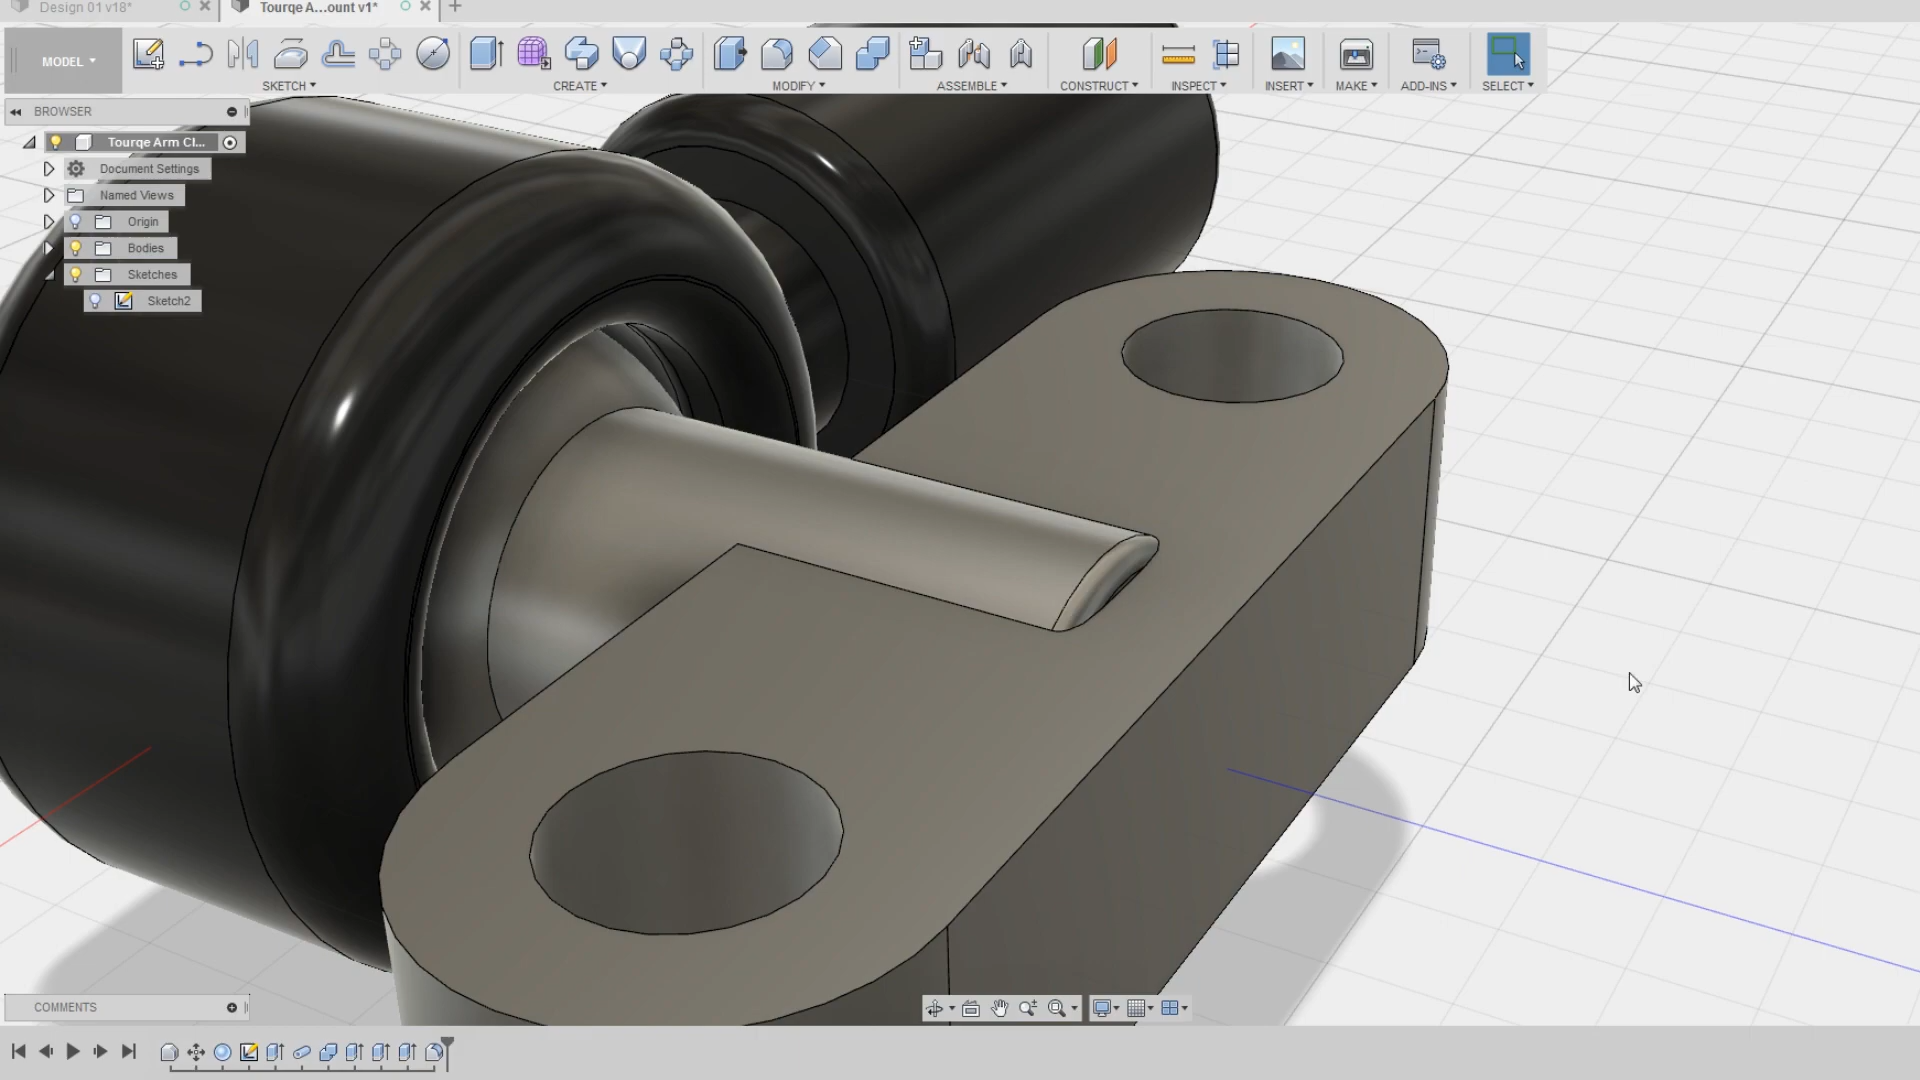 Design 01 v18*
Tourqe A...ount v1*
MODEL
SKETCH
CREATE
MODIFY
ASSEMBLE
CONSTRUCT
INSPECT
INSERT
MAKE
ADD-INS
SELECT
BROWSER
Tourqe Arm Cl...
Document Settings
Named Views
Origin
Bodies
Sketches
Sketch2
COMMENTS